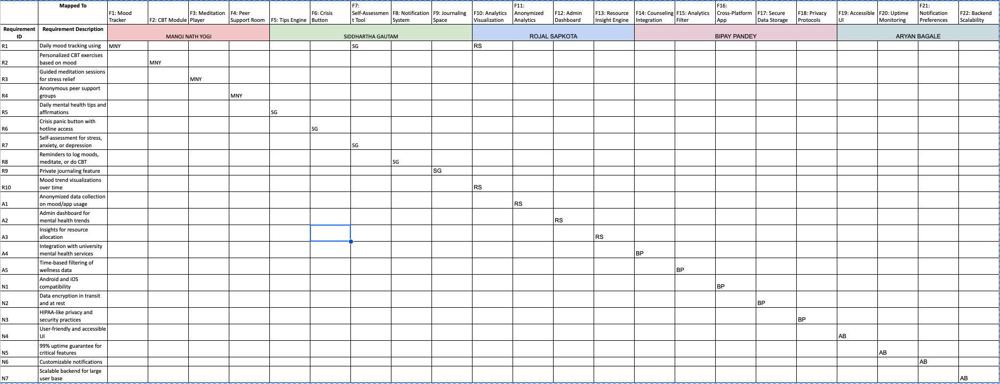 Mapped To
F1: Mood
Tracker
F2: CBT Module
F3: Meditation
Player
F4: Peer
Support Room
F5: Tips Engine
F6: Crisis
Button
F7:
Self-Assessmen
t Tool
F8: Notification
System
F9: Journaling
Space
F10: Analytics
Visualization
F11:
Anonymized
Analytics
F12: Admin
Dashboard
F13: Resource
Insight Engine
F14: Counseling
Integration
F15: Analytics
Filter
F16:
Cross-Platform
App
F17: Secure
Data Storage
F18: Privacy
Protocols
F19: Accessible
UI
F20: Uptime
Monitoring
F21:
Notification
Preferences
F22: Backend
Scalability
Requirement
ID
Requirement Description
MANOJ NATH YOGI
SIDDHARTHA GAUTAM
ROJAL SAPKOTA
BIPAY PANDEY
ARYAN BAGALE
R1 Daily mood tracking using MNY SG RS
Personalized CBT exercises
R2 based on mood MNY
Guided meditation sessions
R3 for stress relief MNY
Anonymous peer support
R4 groups MNY
Daily mental health tips and
R5 affirmations SG
Crisis panic button with
R6 hotline access SG
Self-assessment for stress,
R7 anxiety, or depression SG
Reminders to log moods,
R8 meditate, or do CBT SG
R9 Private journaling feature SG
Mood trend visualizations
R10 over time RS
Anonymized data collection
A1 on mood/app usage RS
Admin dashboard for
A2 mental health trends RS
Insights for resource
A3 allocation RS
Integration with university
A4 mental health services BP
Time-based filtering of
A5 wellness data BP
Android and iOS
N1 compatibility BP
Data encryption in transit
N2 and at rest BP
HIPAA-like privacy and
N3 security practices BP
User-friendly and accessible
N4 UI AB
99% uptime guarantee for
N5 critical features AB
N6 Customizable notifications AB
Scalable backend for large
N7 user base AB